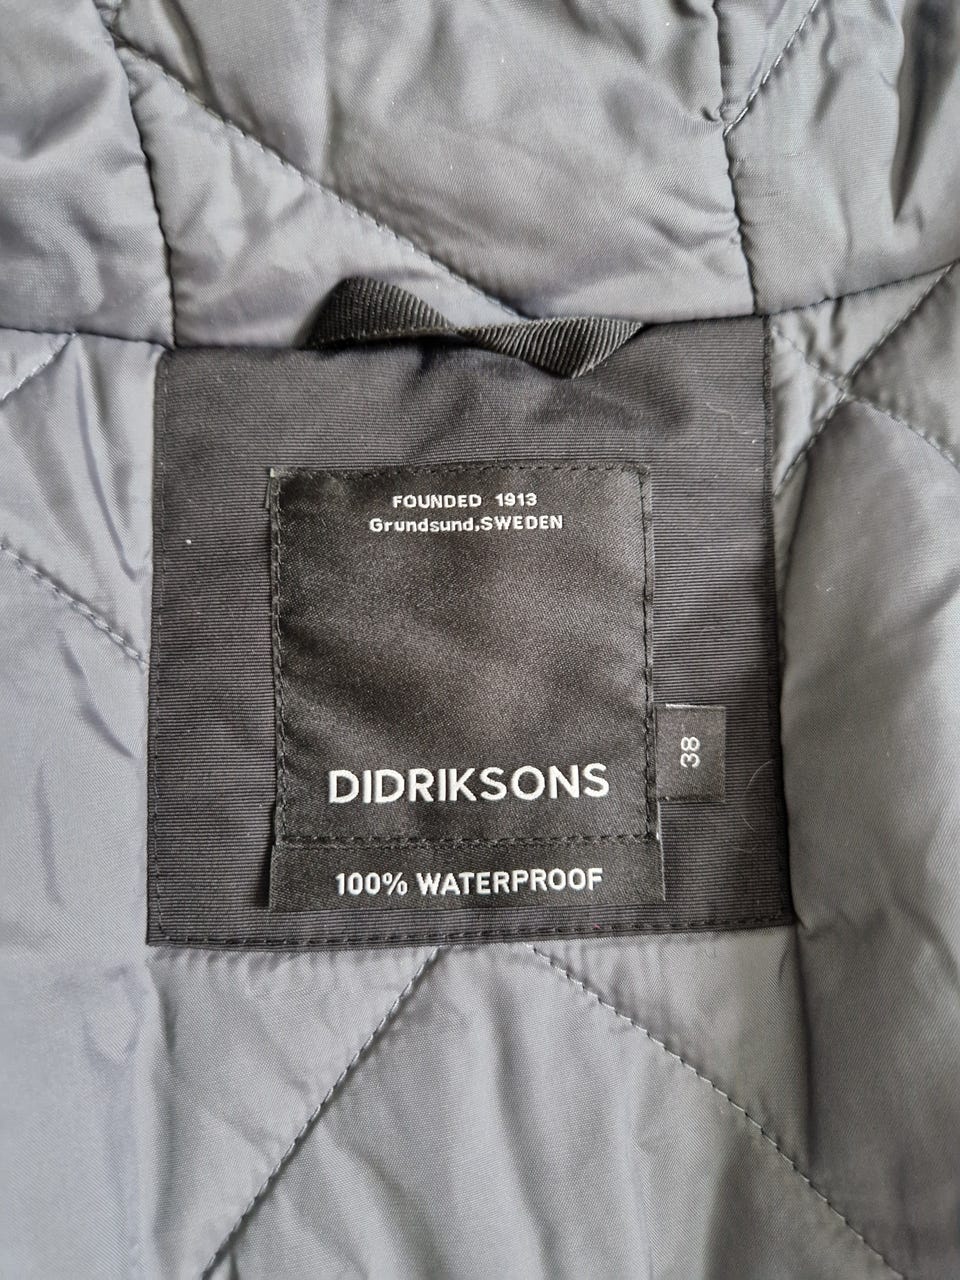 FOUNDED 1913
Grundsund,SWEDEN
DIDRIKSONS
38
100% WATERPROOF